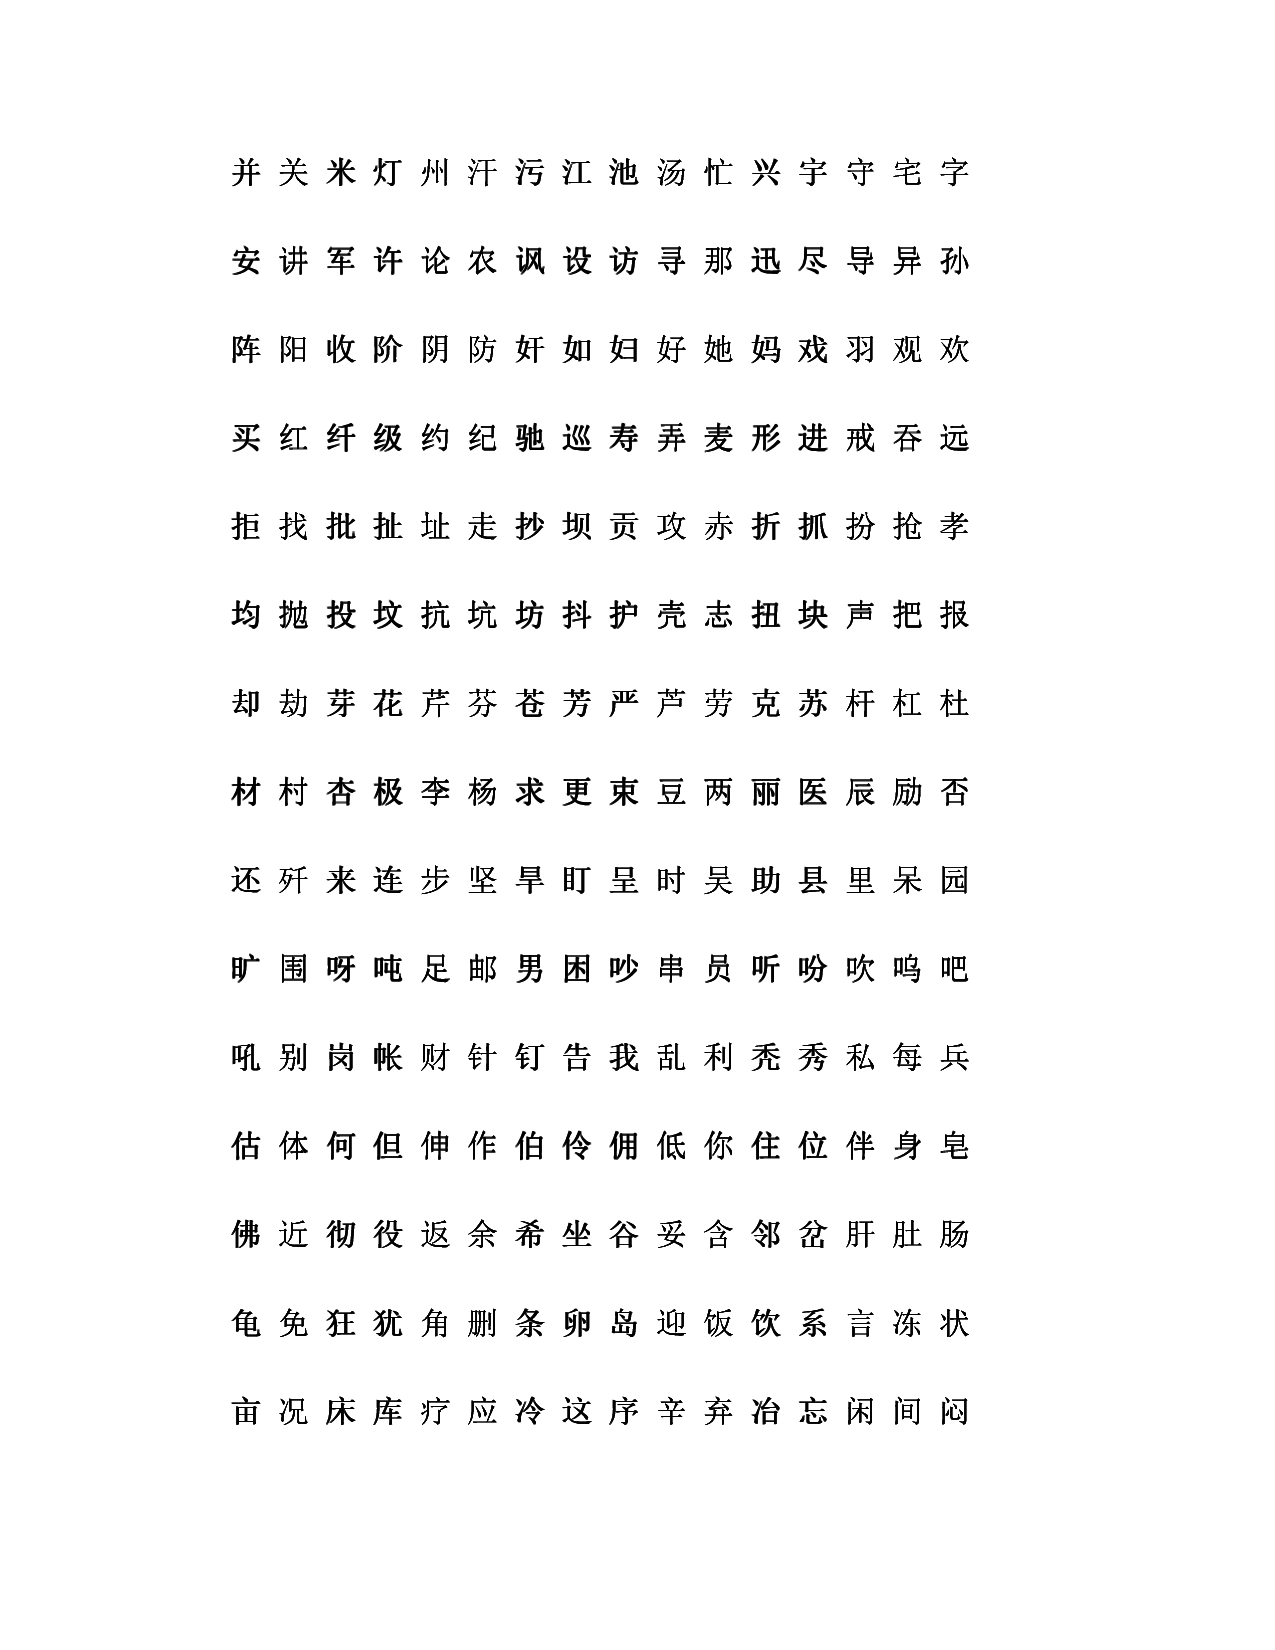 并 关 米 灯 州 汗 污 江 池 汤 忙 兴 宇 守 宅 字
安 讲 军 许 论 农 讽 设 访 寻 那 迅 尽 导 异 孙
阵 阳 收 阶 阴 防 奸 如 妇 好 她 妈 戏 羽 观 欢
买 红 纤 级 约 纪 驰 巡 寿 弄 麦 形 进 戒 吞 远
拒 找 批 扯 址 走 抄 坝 贡 攻 赤 折 抓 扮 抢 孝
均 抛 投 坟 抗 坑 坊 抖 护 壳 志 扭 块 声 把 报
却 劫 芽 花 芹 芬 苍 芳 严 芦 劳 克 苏 杆 杠 杜
材 村 杏 极 李 杨 求 更 束 豆 两 丽 医 辰 励 否
还 歼 来 连 步 坚 旱 盯 呈 时 吴 助 县 里 呆 园
旷 围 呀 吨 足 邮 男 困 吵 串 员 听 吩 吹 呜 吧
吼 别 岗 帐 财 针 钉 告 我 乱 利 秃 秀 私 每 兵
估 体 何 但 伸 作 伯 伶 佣 低 你 住 位 伴 身 皂
佛 近 彻 役 返 余 希 坐 谷 妥 含 邻 岔 肝 肚 肠
龟 免 狂 犹 角 删 条 卵 岛 迎 饭 饮 系 言 冻 状
亩 况 床 库 疗 应 冷 这 序 辛 弃 冶 忘 闲 间 闷